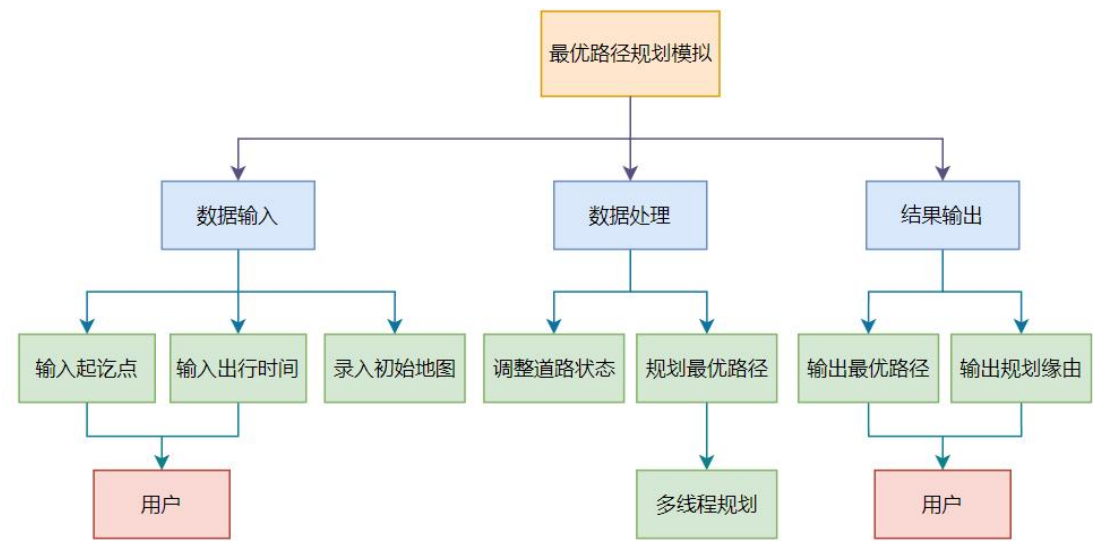 最优路径规划模拟
数据输入
数据处理
结果输出
输入起讫点
输入出行时间
录入初始地图
调整道路状态
规划最优路径
输出最优路径
输出规划缘由
用户
多线程规划
用户